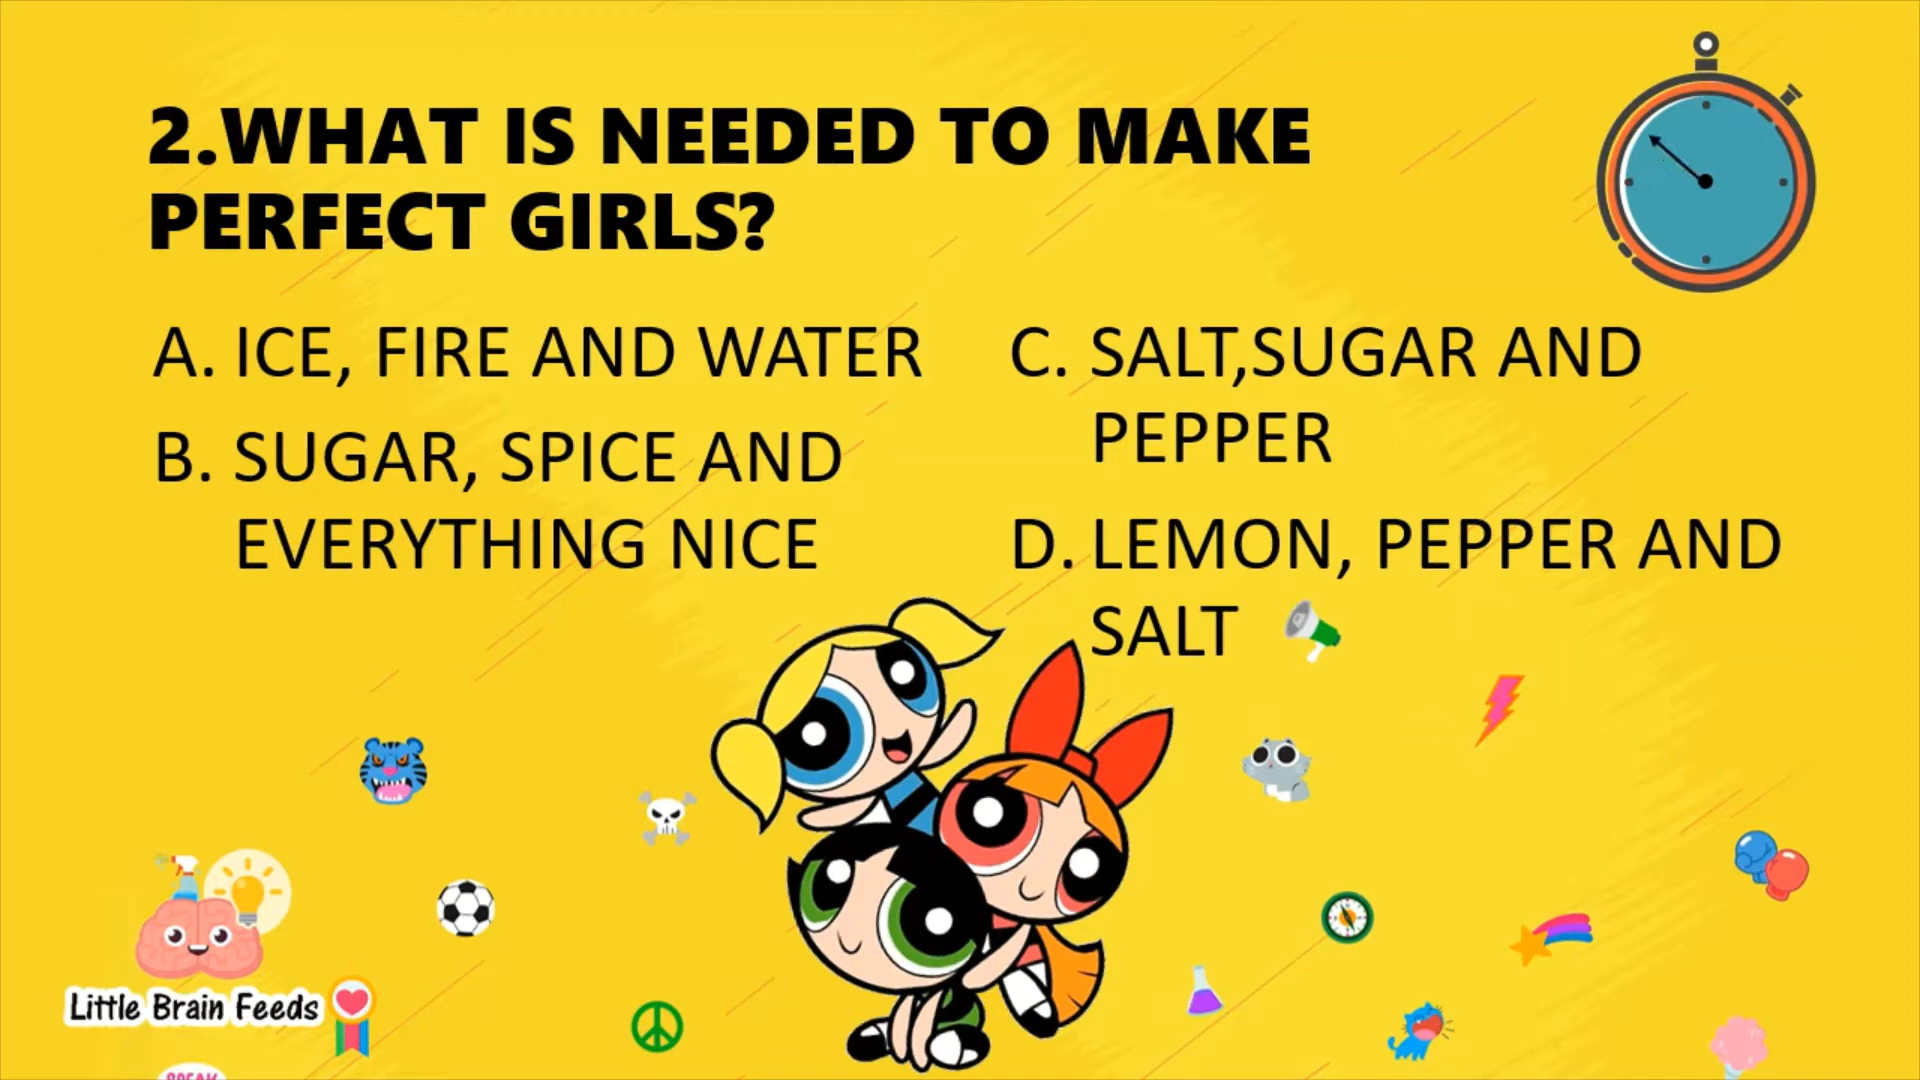 2.WHAT IS NEEDED TO MAKE
PERFECT GIRLS?
A. ICE, FIRE AND WATER
B. SUGAR, SPICE AND
EVERYTHING NICE
C. SALT,SUGAR AND
PEPPER
D. LEMON, PEPPER AND
SALT
Little Brain Feeds